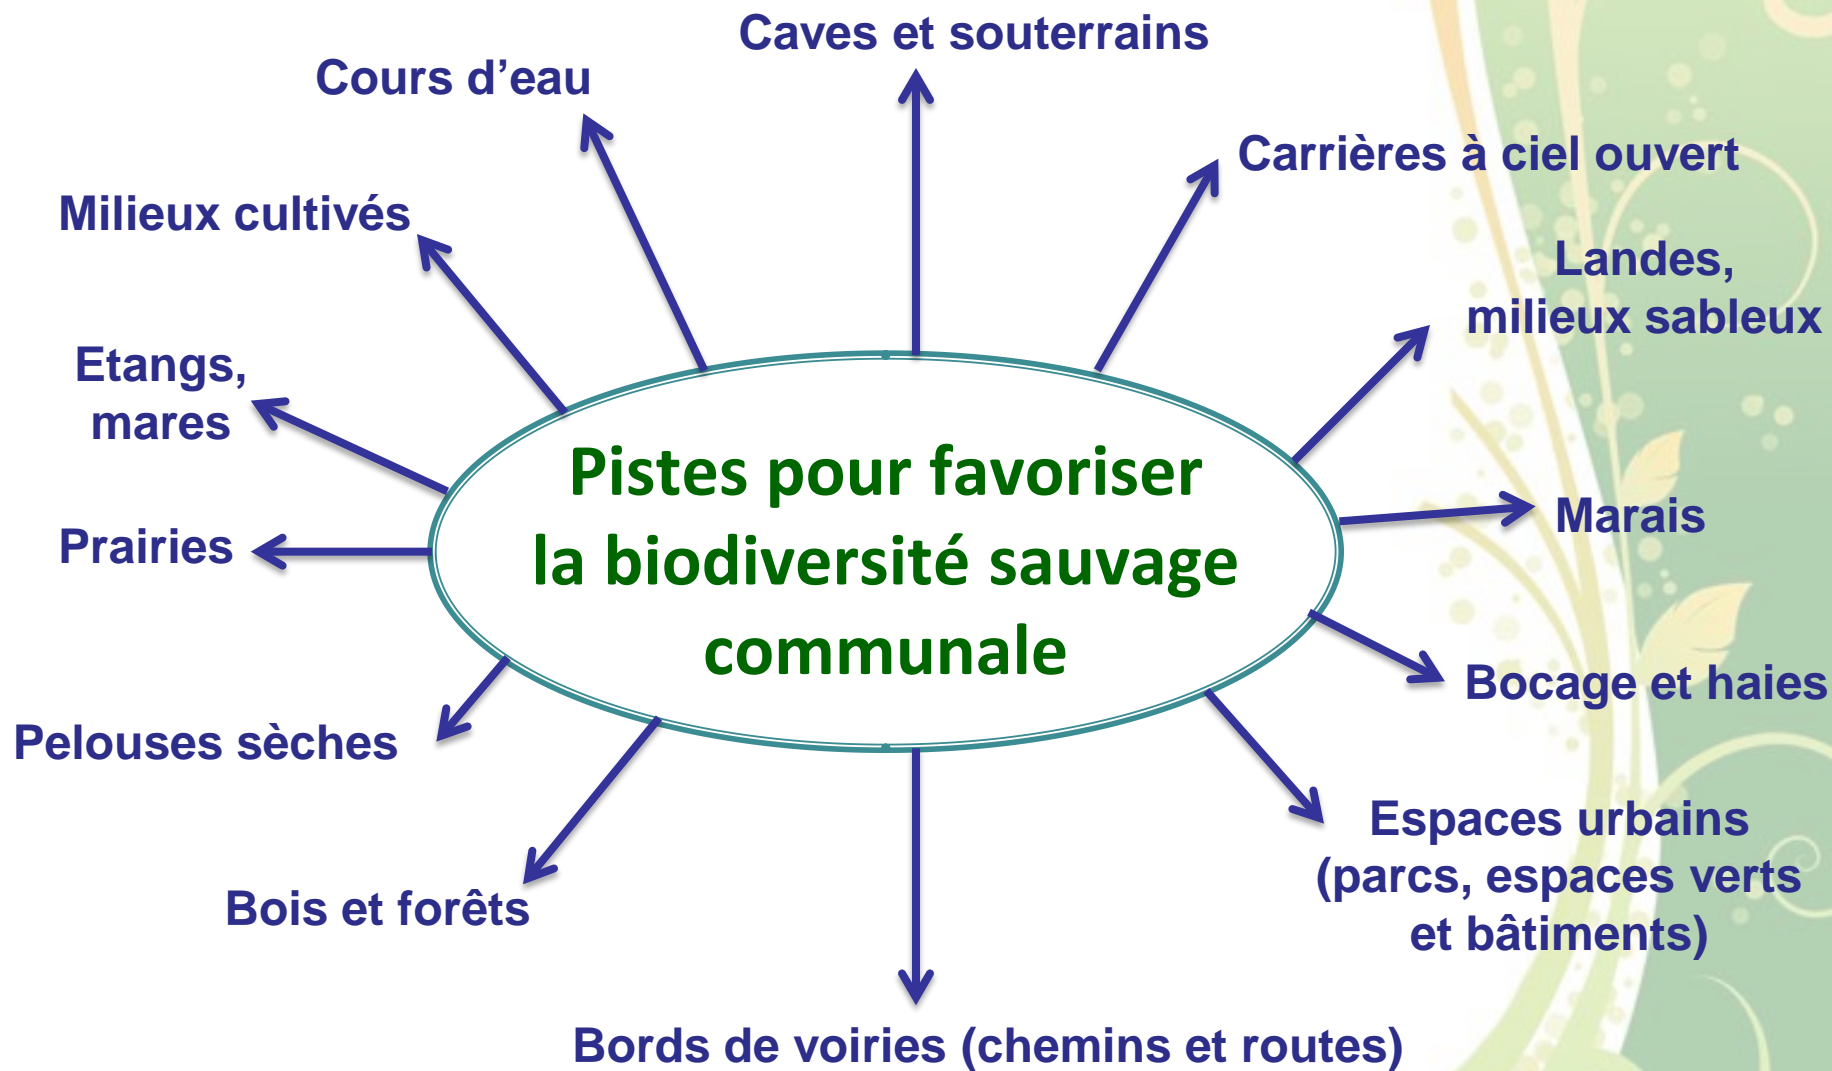 Caves et souterrains
Cours d’eau
Carrières à ciel ouvert
Milieux cultivés
Landes,
milieux sableux
Etangs,
mares
Pistes pour favoriser
la biodiversité sauvage
communale
Marais
Prairies
Bocage et haies
Pelouses sèches
Espaces urbains
(parcs, espaces verts
et bâtiments)
Bois et forêts
Bords de voiries (chemins et routes)